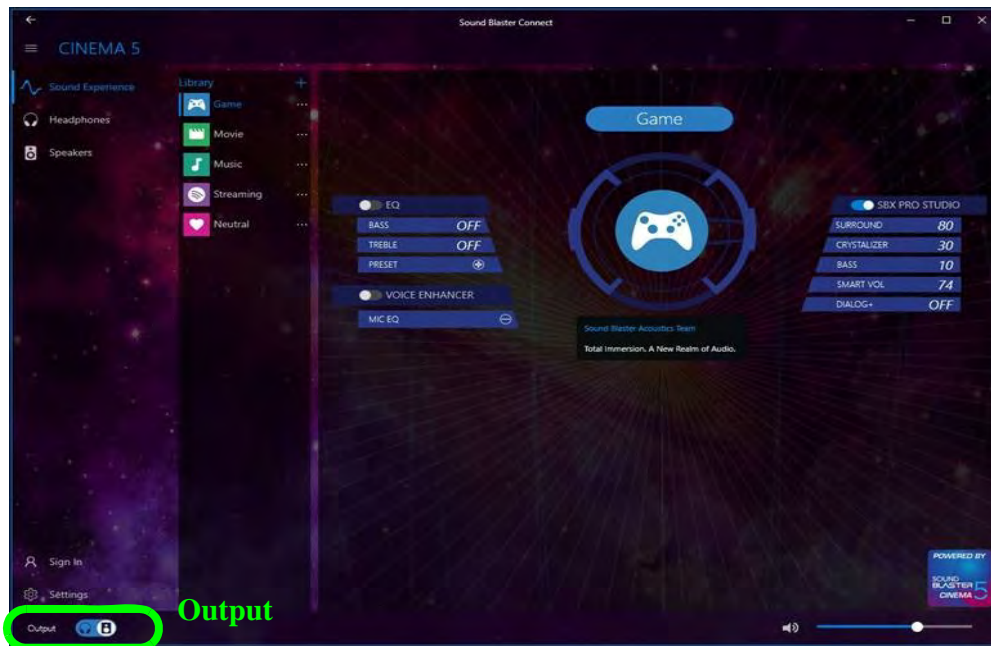 Sound Blaster Connect
CINEMA 5
Sound Experience
Headphones
Speakers
Library
Game
Movie
Music
Streaming
Neutral
Game
EQ
BASS OFF
TREBLE OFF
PRESET
VOICE ENHANCER
MIC EQ
SBX PRO STUDIO
SURROUND 80
CRYSTALIZER 30
BASS 10
SMART VOL 74
DIALOG+ OFF
Sound Blaster Acoustics Team
Total Immersion. A New Realm of Audio.
Sign In
Settings
Output
Output
POWERED BY
SOUND
BLASTER
CINEMA 5